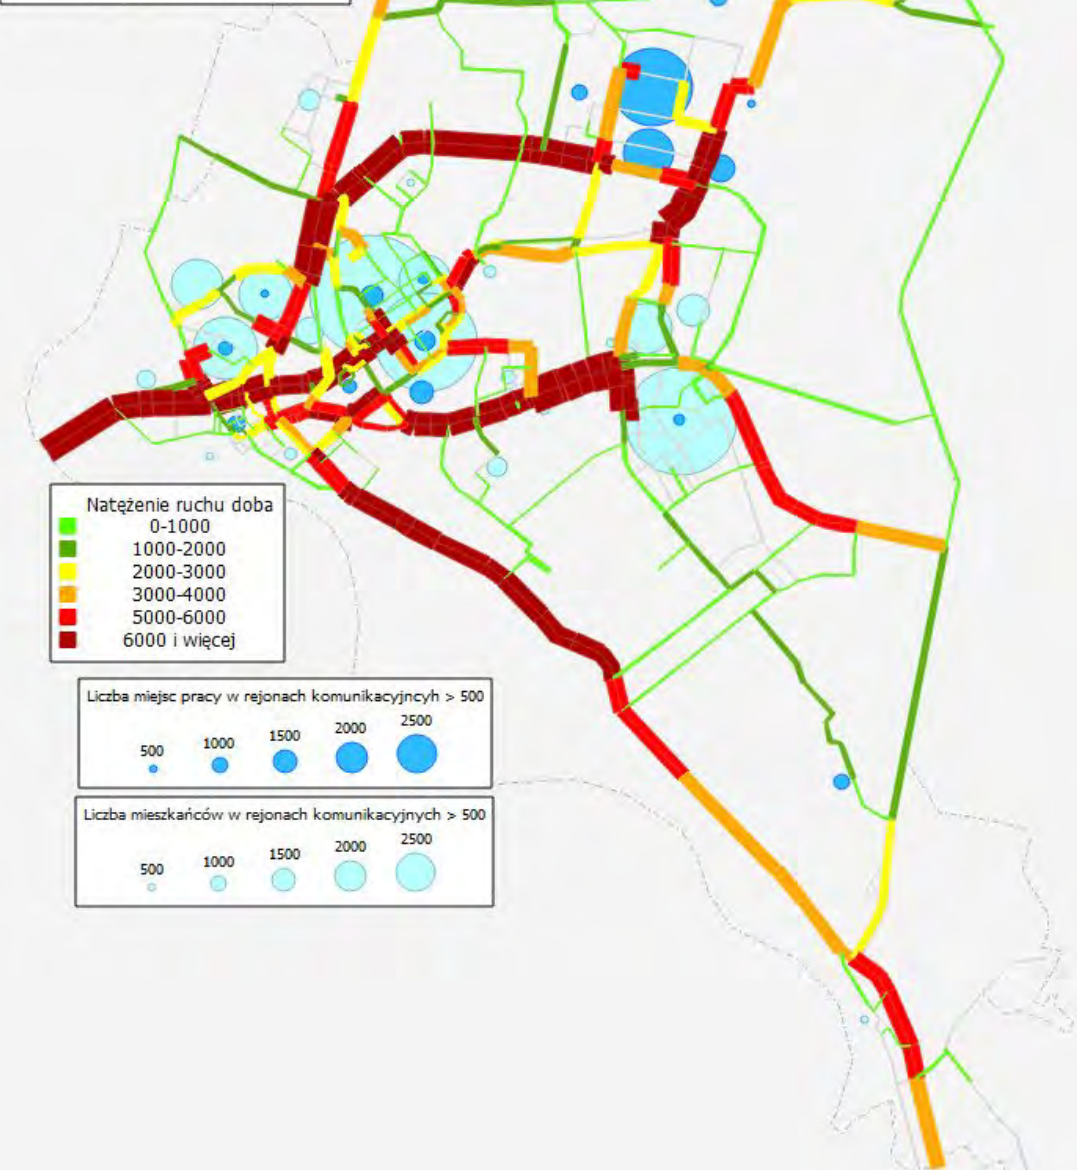 Natężenie ruchu doba
0-1000
1000-2000
2000-3000
3000-4000
5000-6000
6000 i więcej
Liczba miejsc pracy w rejonach komunikacyjncyh > 500
500 1000 1500 2000 2500
Liczba mieszkańców w rejonach komunikacyjnych > 500
500 1000 1500 2000 2500